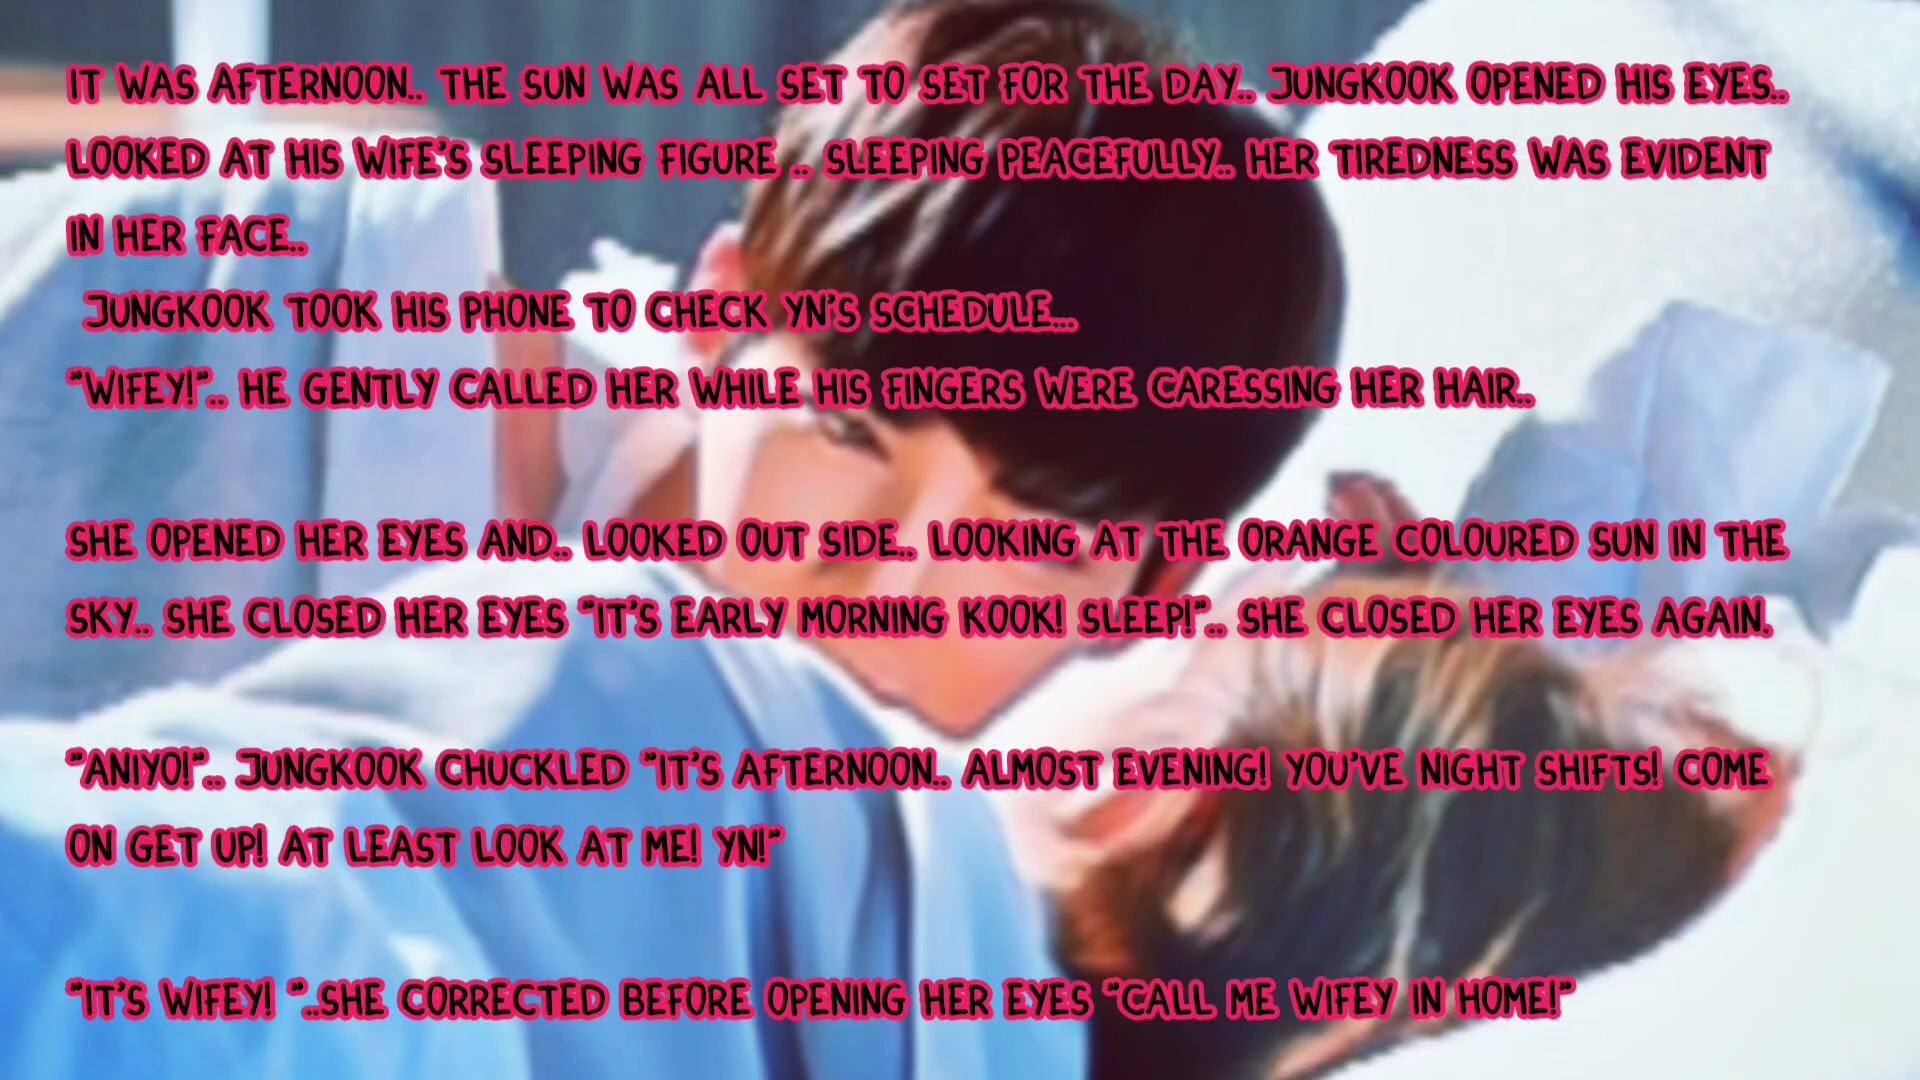 IT WAS AFTERNOON.. THE SUN WAS ALL SET TO SET FOR THE DAY.. JUNGKOOK OPENED HIS EYES..
LOOKED AT HIS WIFE'S SLEEPING FIGURE .. SLEEPING PEACEFULLY.. HER TIREDNESS WAS EVIDENT
IN HER FACE..
JUNGKOOK TOOK HIS PHONE TO CHECK YN'S SCHEDULE...
"WIFEY!".. HE GENTLY CALLED HER WHILE HIS FINGERS WERE CARESSING HER HAIR..
SHE OPENED HER EYES AND.. LOOKED OUT SIDE.. LOOKING AT THE ORANGE COLOURED SUN IN THE
SKY.. SHE CLOSED HER EYES "IT'S EARLY MORNING KOOK! SLEEP!".. SHE CLOSED HER EYES AGAIN.
"ANIYO!".. JUNGKOOK CHUCKLED "IT'S AFTERNOON.. ALMOST EVENING! YOU'VE NIGHT SHIFTS! COME
ON GET UP! AT LEAST LOOK AT ME! YN!"
"IT'S WIFEY! "..SHE CORRECTED BEFORE OPENING HER EYES "CALL ME WIFEY IN HOME!"